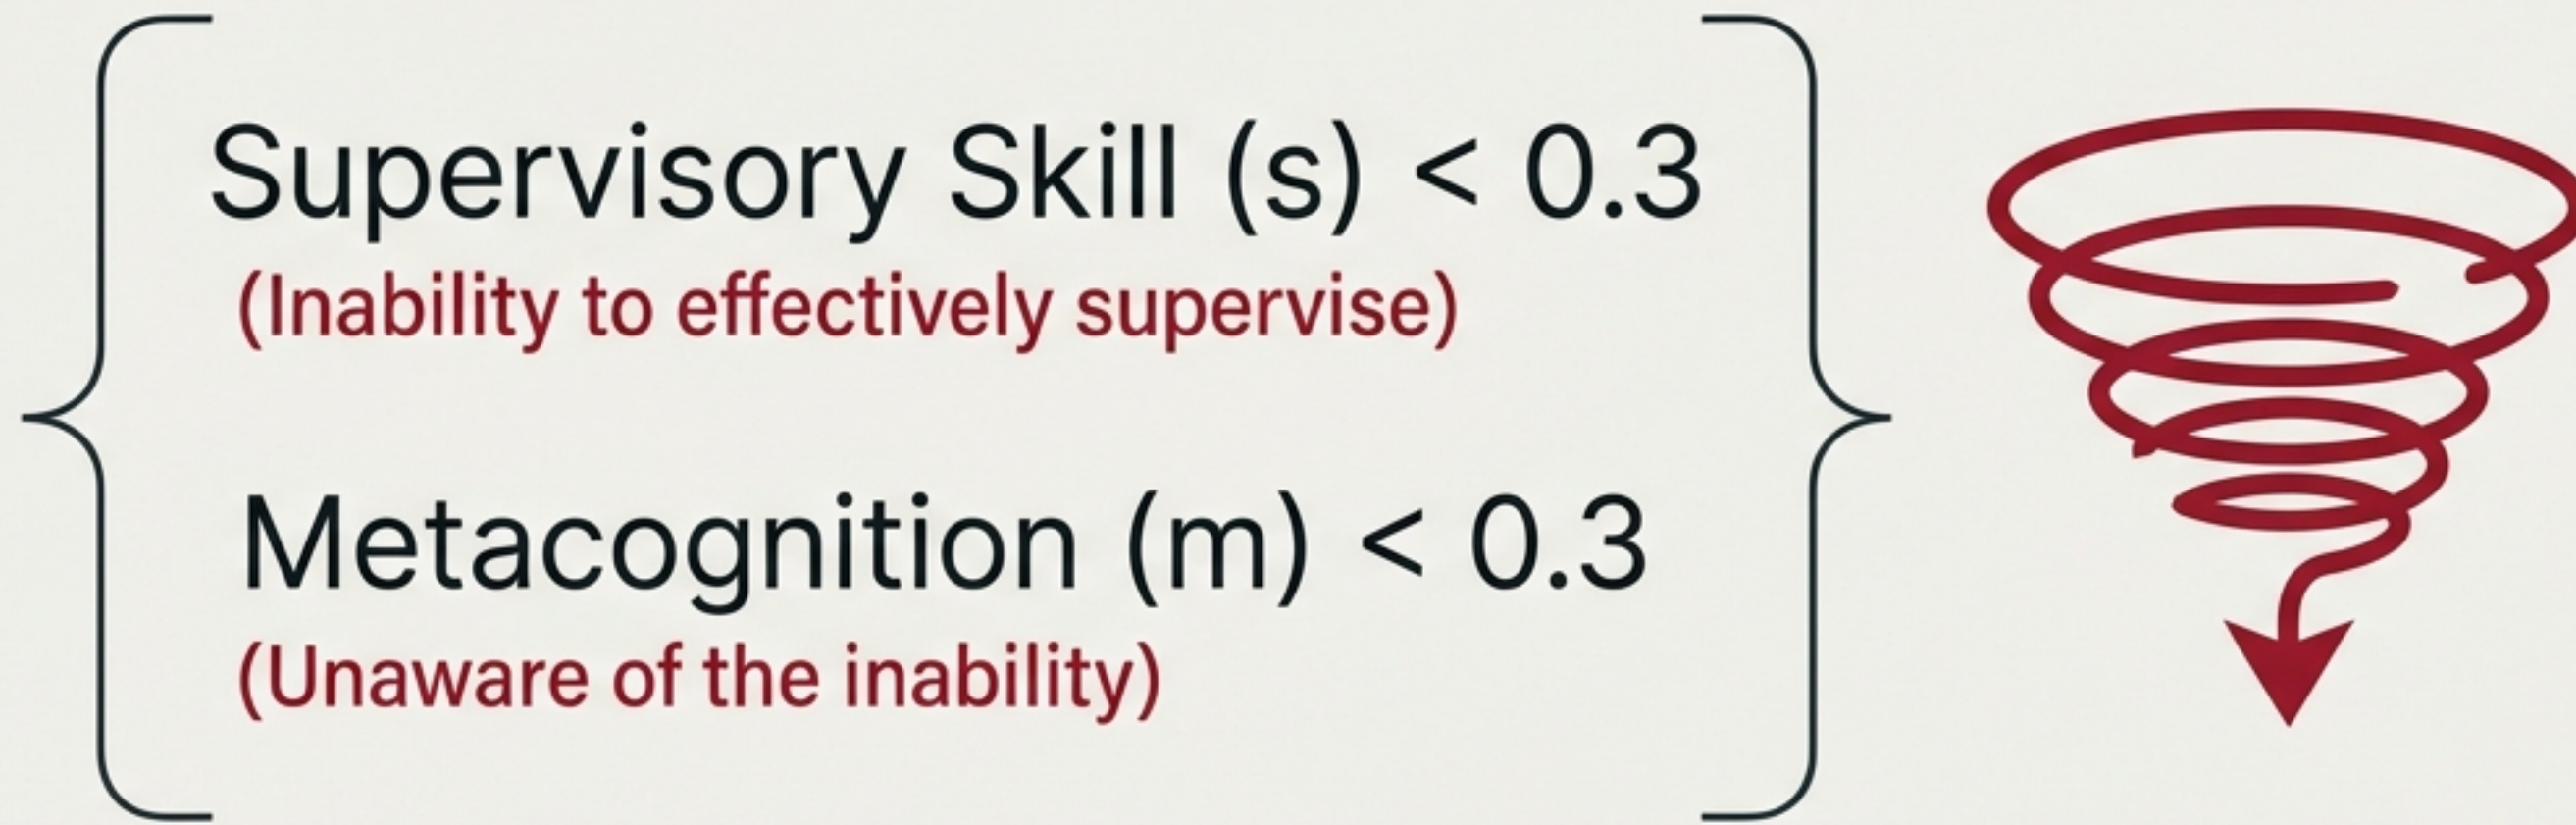 Supervisory Skill (s) < 0.3
(Inability to effectively supervise)
Metacognition (m) < 0.3
(Unaware of the inability)